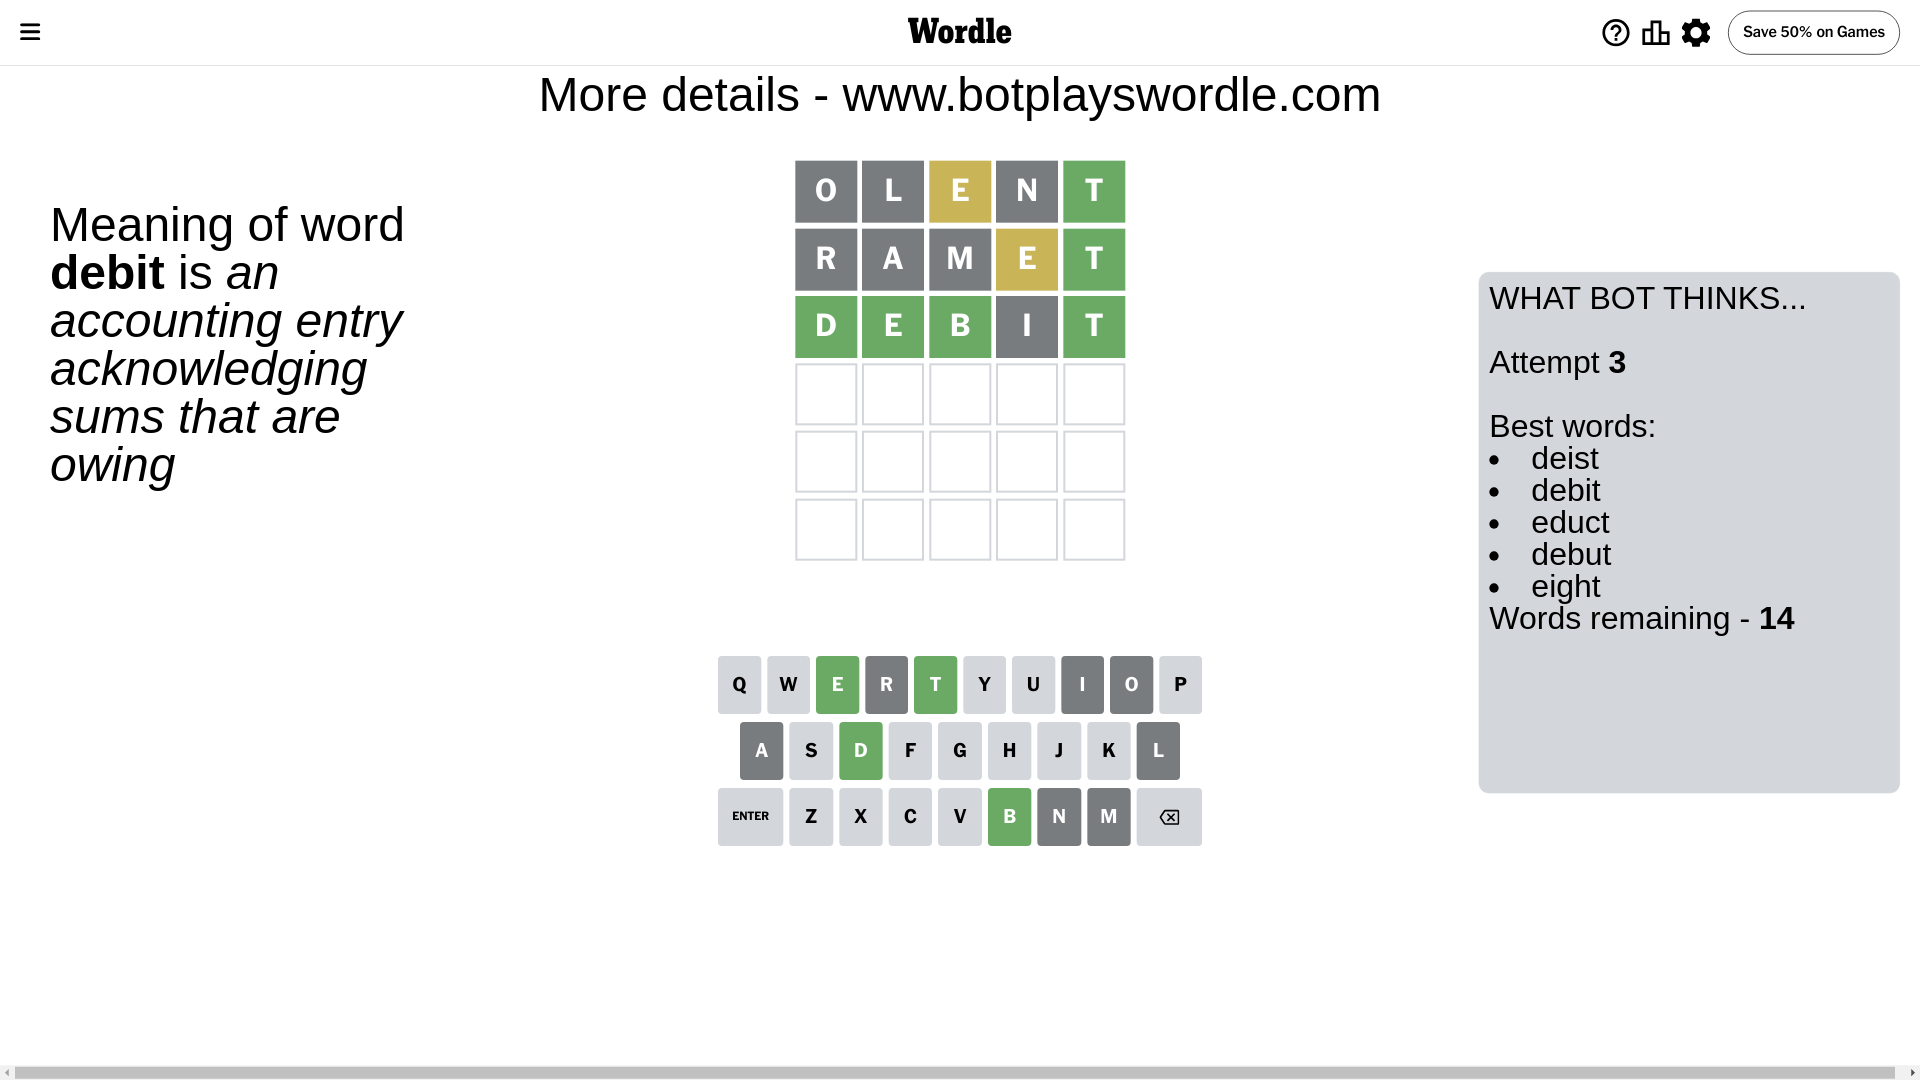 Wordle
Save 50% on Games
More details - www.botplayswordle.com
Meaning of word
debit is an
accounting entry
acknowledging
sums that are
owing
O L E N T
R A M E T
D E B I T
WHAT BOT THINKS...
Attempt 3
Best words:
• deist
• debit
• educt
• debut
• eight
Words remaining - 14
Q W E R T Y U I O P
A S D F G H J K L
ENTER Z X C V B N M